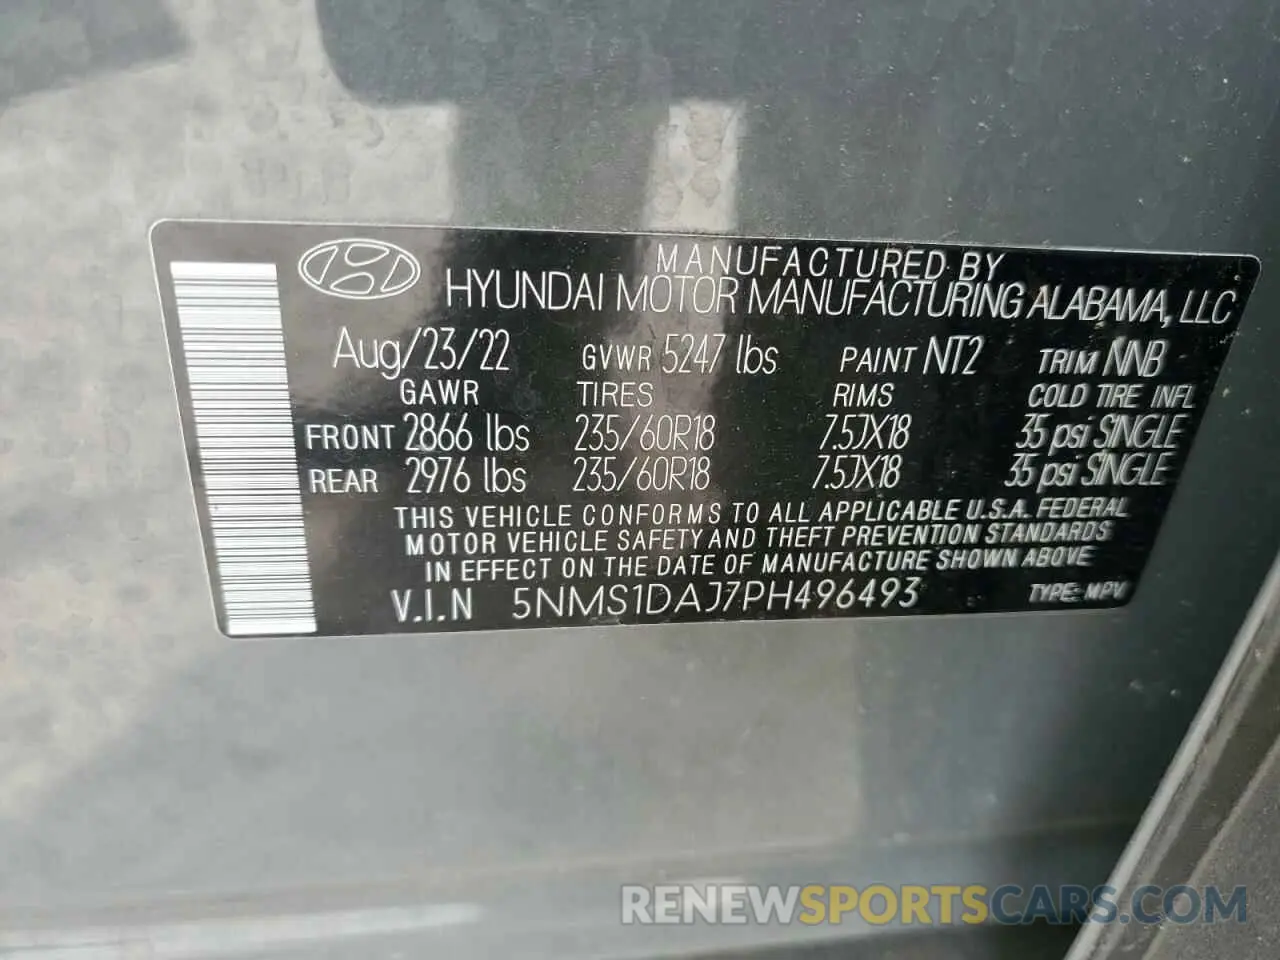 MANUFACTURED BY
HYUNDAI MOTOR MANUFACTURING ALABAMA, LLC
Aug/23/22 GVWR 5247 lbs PAINT NT2 TRIM NNB
GAWR TIRES RIMS COLD TIRE INFL
FRONT 2866 lbs 235/60R18 7.5JX18 35 psi SINGLE
REAR 2976 lbs 235/60R18 7.5JX18 35 psi SINGLE
THIS VEHICLE CONFORMS TO ALL APPLICABLE U.S.A. FEDERAL
MOTOR VEHICLE SAFETY AND THEFT PREVENTION STANDARDS
IN EFFECT ON THE DATE OF MANUFACTURE SHOWN ABOVE
V.I.N 5NMS1DAJ7PH496493 TYPE: MPV
RENEWSPORTSCARS.COM